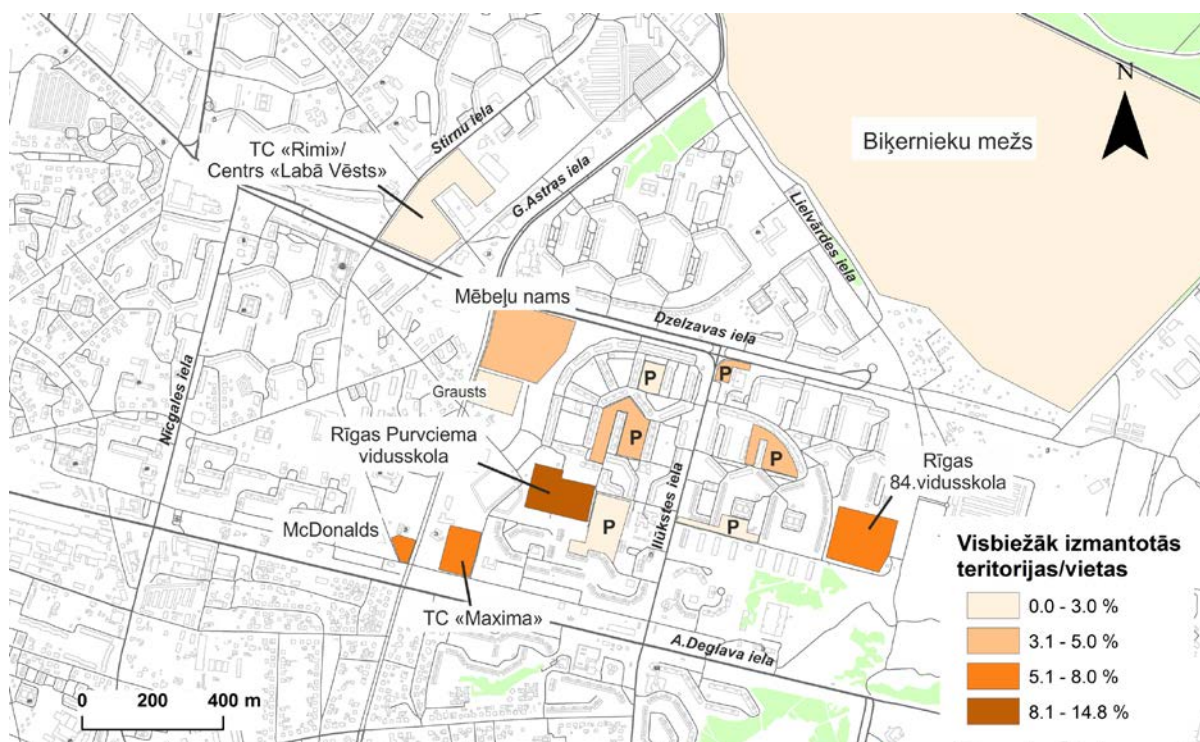 N
Biķernieku mežs
Stirnu iela
TC «Rimi»/
Centrs «Labā Vēsts»
G.Astras iela
Lielvārdes iela
Mēbeļu nams
Dzelzavas iela
Nīcgales iela
P
P
Grausts
P
P
Rīgas Purvciema
vidusskola
Rīgas
84.vidusskola
Ilūkstes iela
P
P
McDonalds
TC «Maxima»
A.Deglava iela
0 200 400 m
Visbiežāk izmantotās
teritorijas/vietas
0.0 - 3.0 %
3.1 - 5.0 %
5.1 - 8.0 %
8.1 - 14.8 %